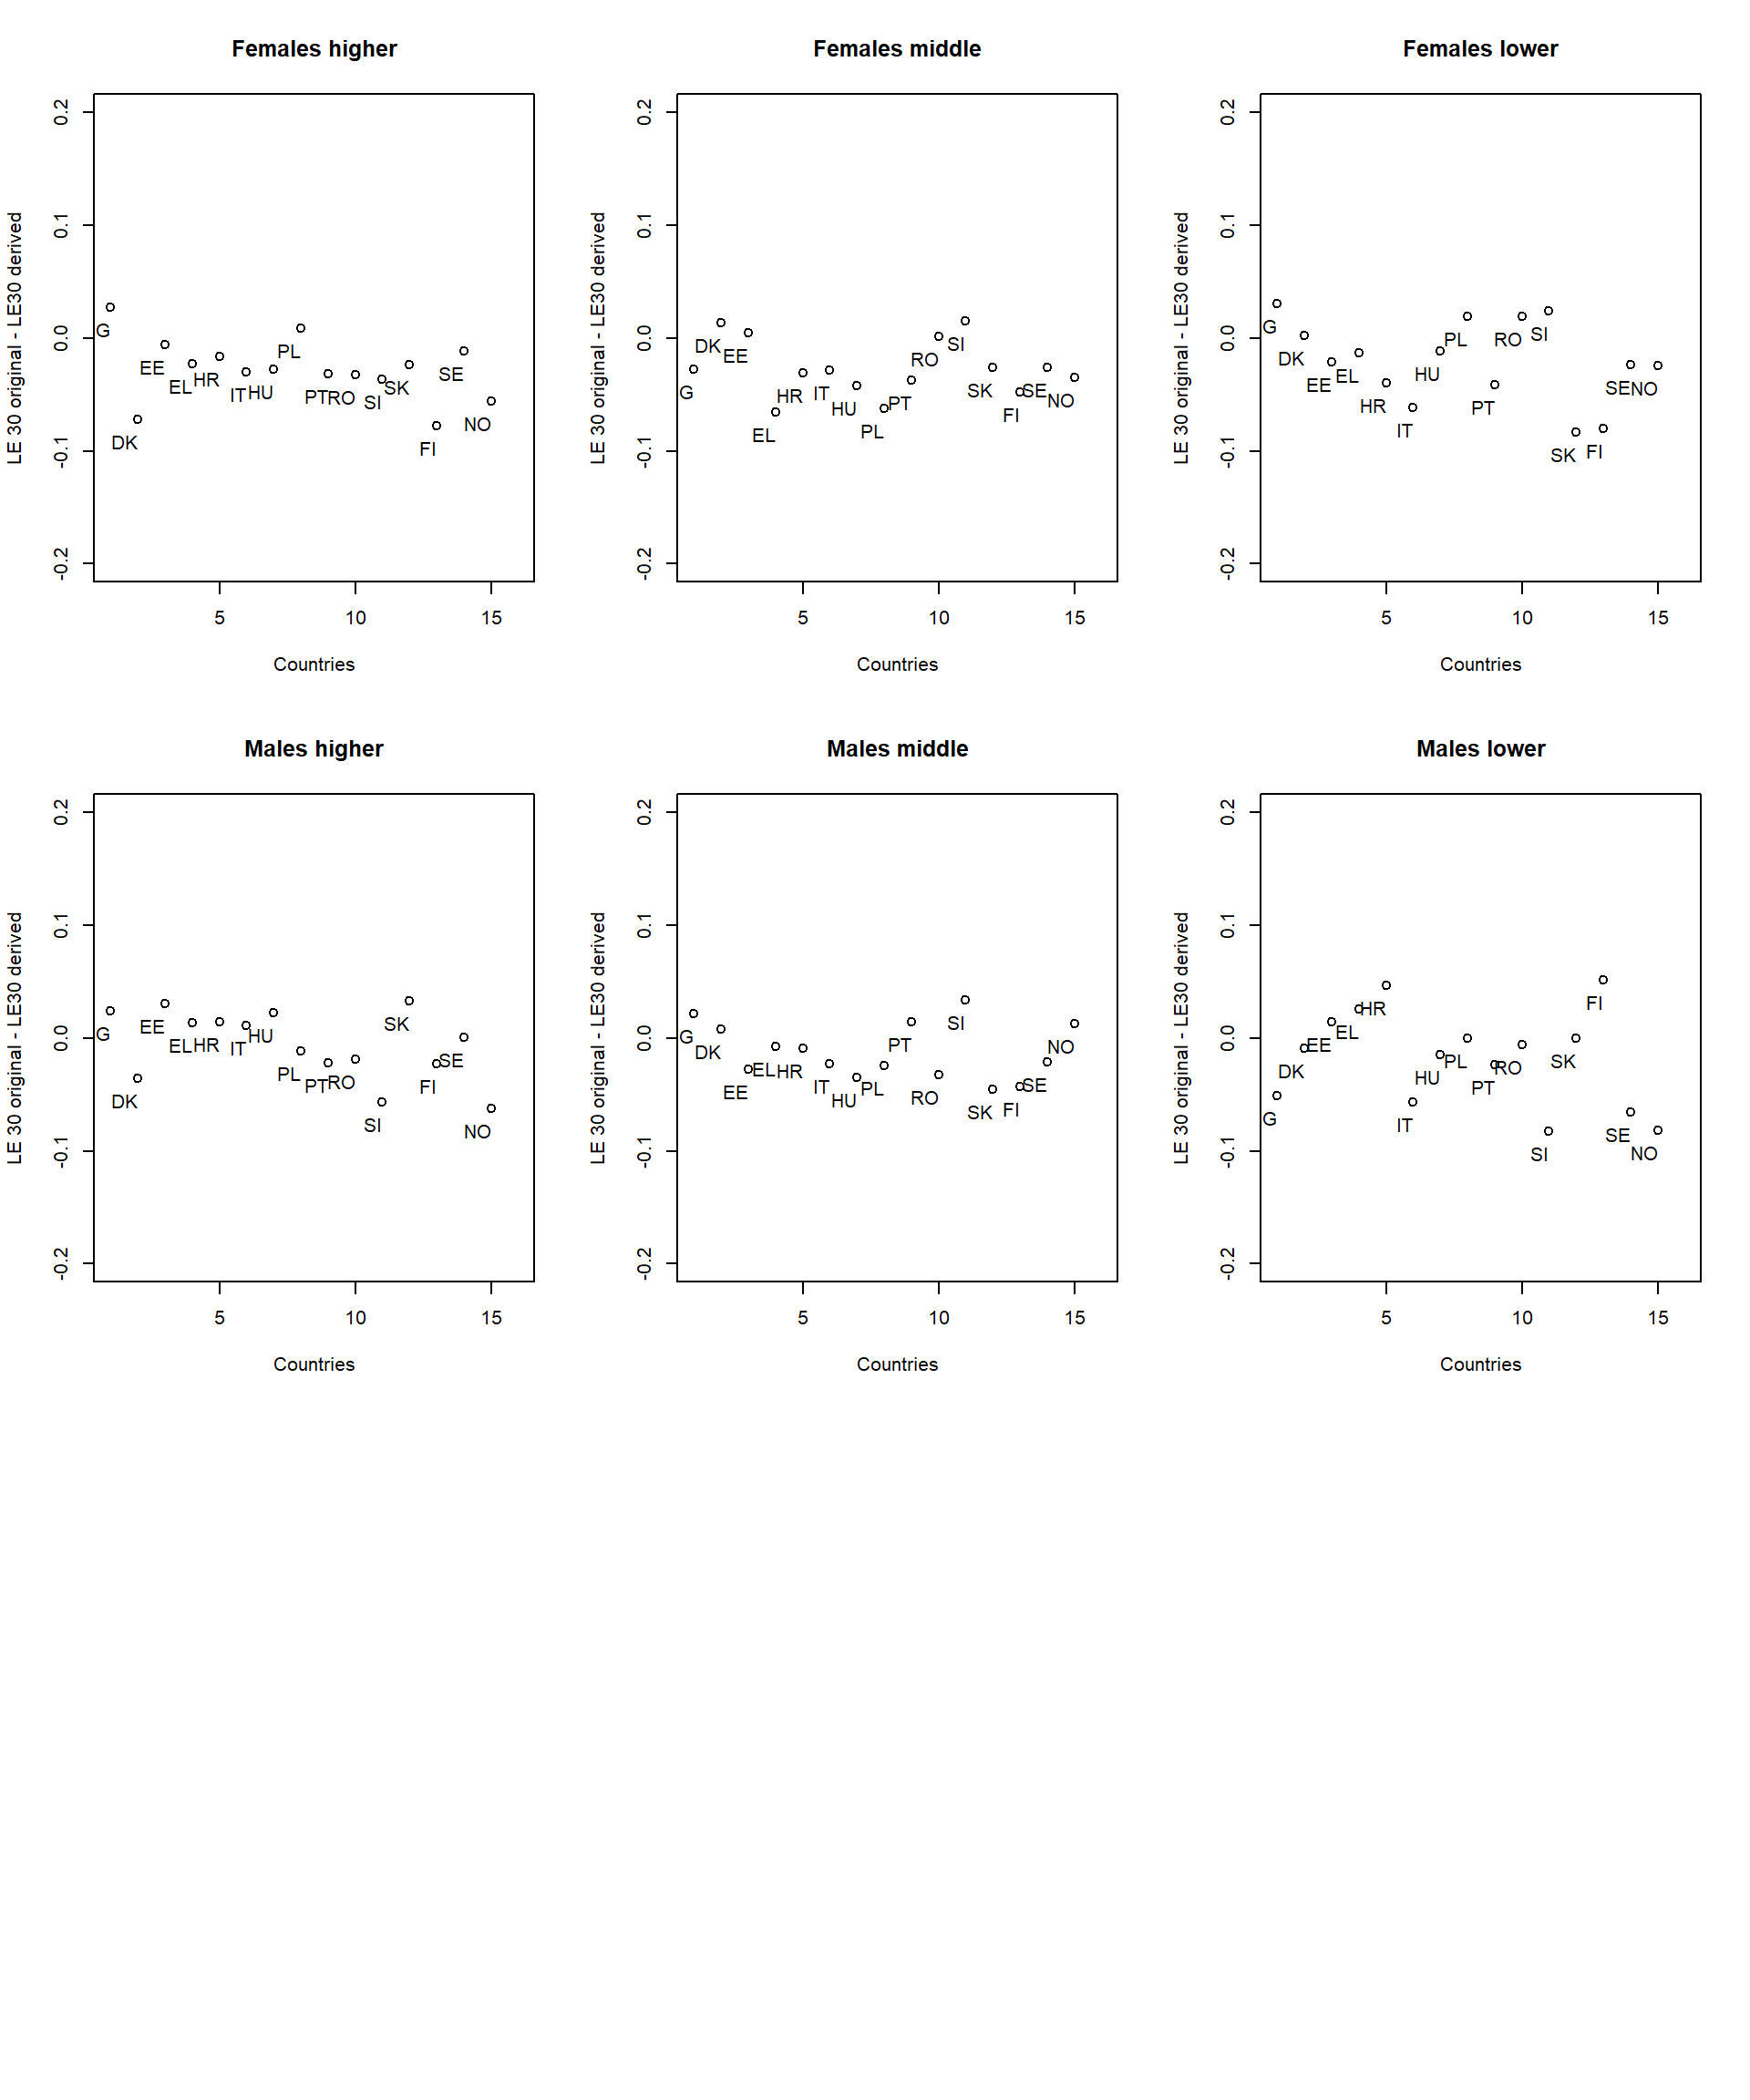 Females higher
LE 30 original - LE30 derived
0.2
0.1
0.0
-0.1
-0.2
G
DK
EE
EL
HR
IT
HU
PL
PT
RO
SI
SK
FI
SE
NO
5 10 15
Countries
Females middle
LE 30 original - LE30 derived
0.2
0.1
0.0
-0.1
-0.2
G
DK
EE
EL
HR
IT
HU
PL
PT
RO
SI
SK
FI
SE
NO
5 10 15
Countries
Females lower
LE 30 original - LE30 derived
0.2
0.1
0.0
-0.1
-0.2
G
DK
EE
EL
HR
IT
HU
PL
PT
RO
SI
SK
FI
SE
NO
5 10 15
Countries
Males higher
LE 30 original - LE30 derived
0.2
0.1
0.0
-0.1
-0.2
G
DK
EE
EL
HR
IT
HU
PL
PT
RO
SI
SK
FI
SE
NO
5 10 15
Countries
Males middle
LE 30 original - LE30 derived
0.2
0.1
0.0
-0.1
-0.2
G
DK
EE
EL
HR
IT
HU
PL
PT
RO
SI
SK
FI
SE
NO
5 10 15
Countries
Males lower
LE 30 original - LE30 derived
0.2
0.1
0.0
-0.1
-0.2
G
DK
EE
EL
HR
IT
HU
PL
PT
RO
SI
SK
FI
SE
NO
5 10 15
Countries